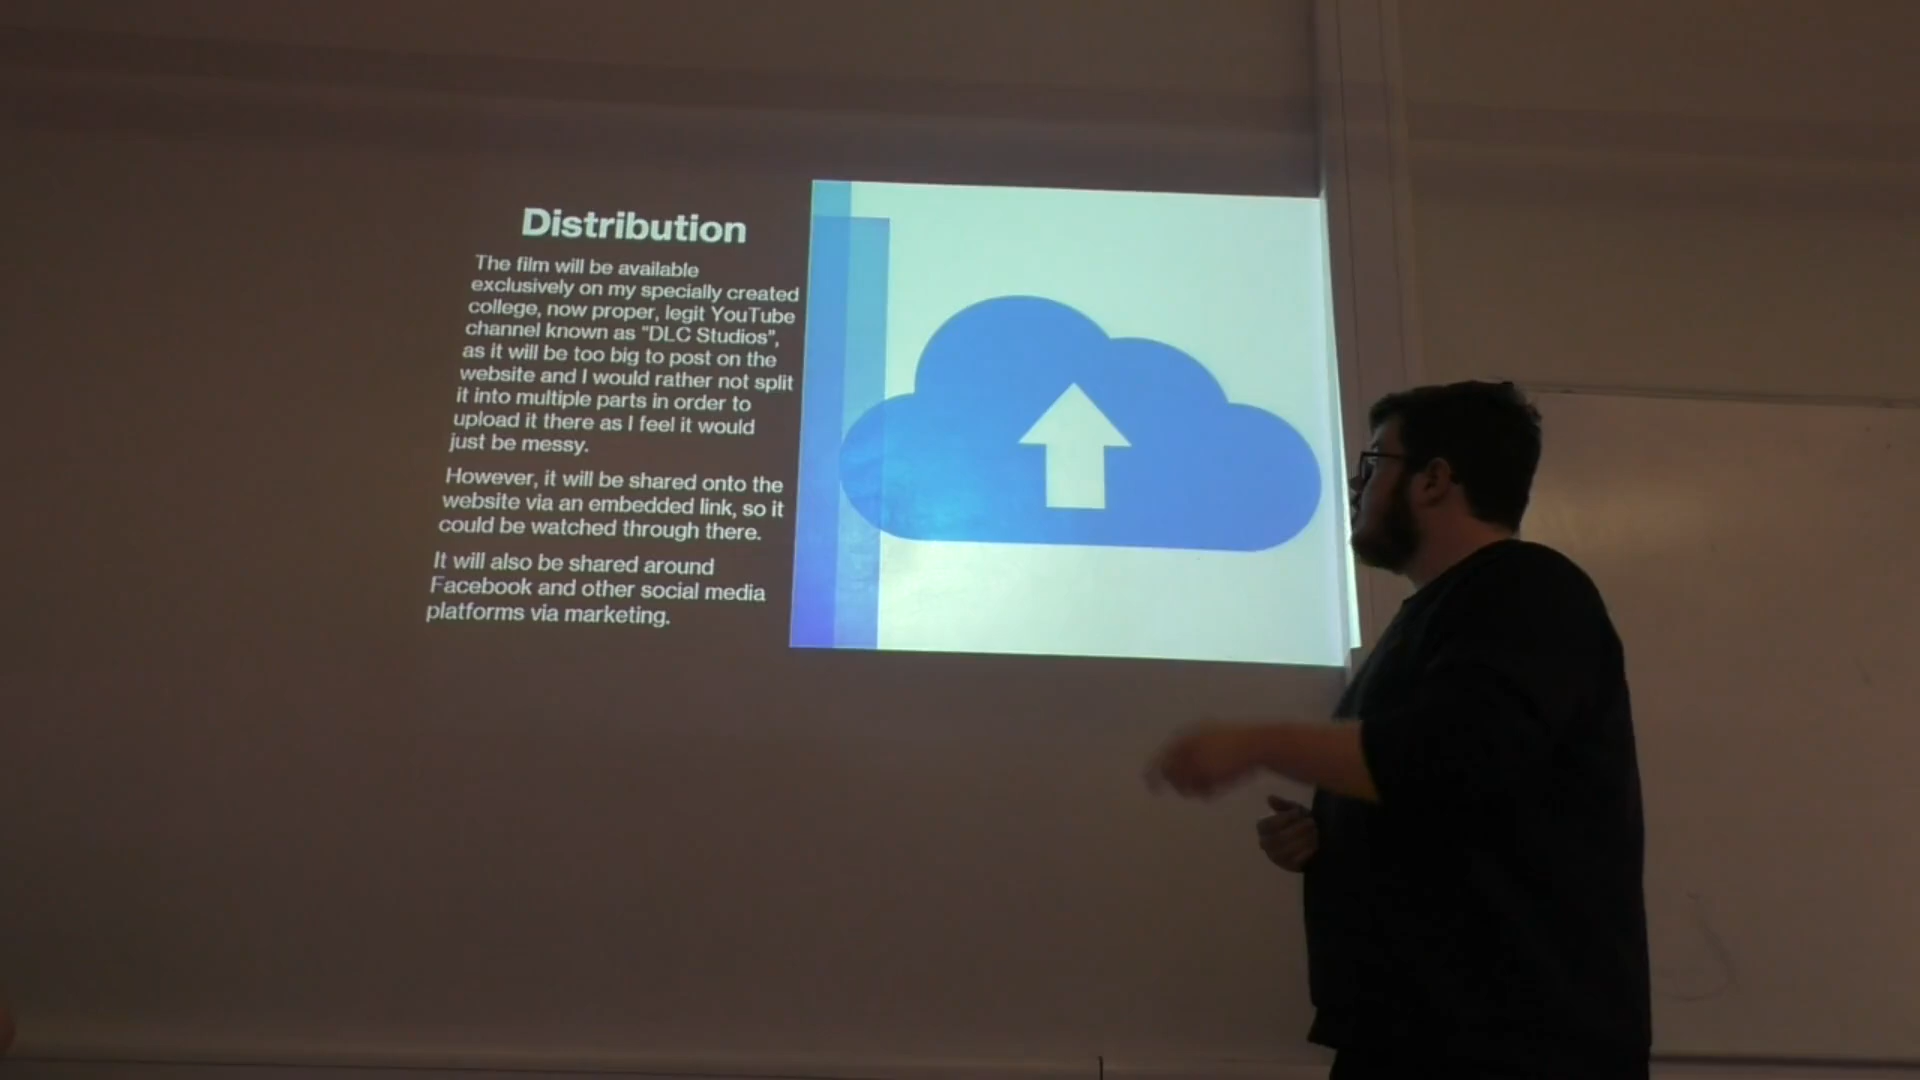 Distribution
The film will be available
exclusively on my specially created
college, now proper, legit YouTube
channel known as "DLC Studios",
as it will be too big to post on the
website and I would rather not split
it into multiple parts in order to
upload it there as I feel it would
just be messy.
However, it will be shared onto the
website via an embedded link, so it
could be watched through there.
It will also be shared around
Facebook and other social media
platforms via marketing.